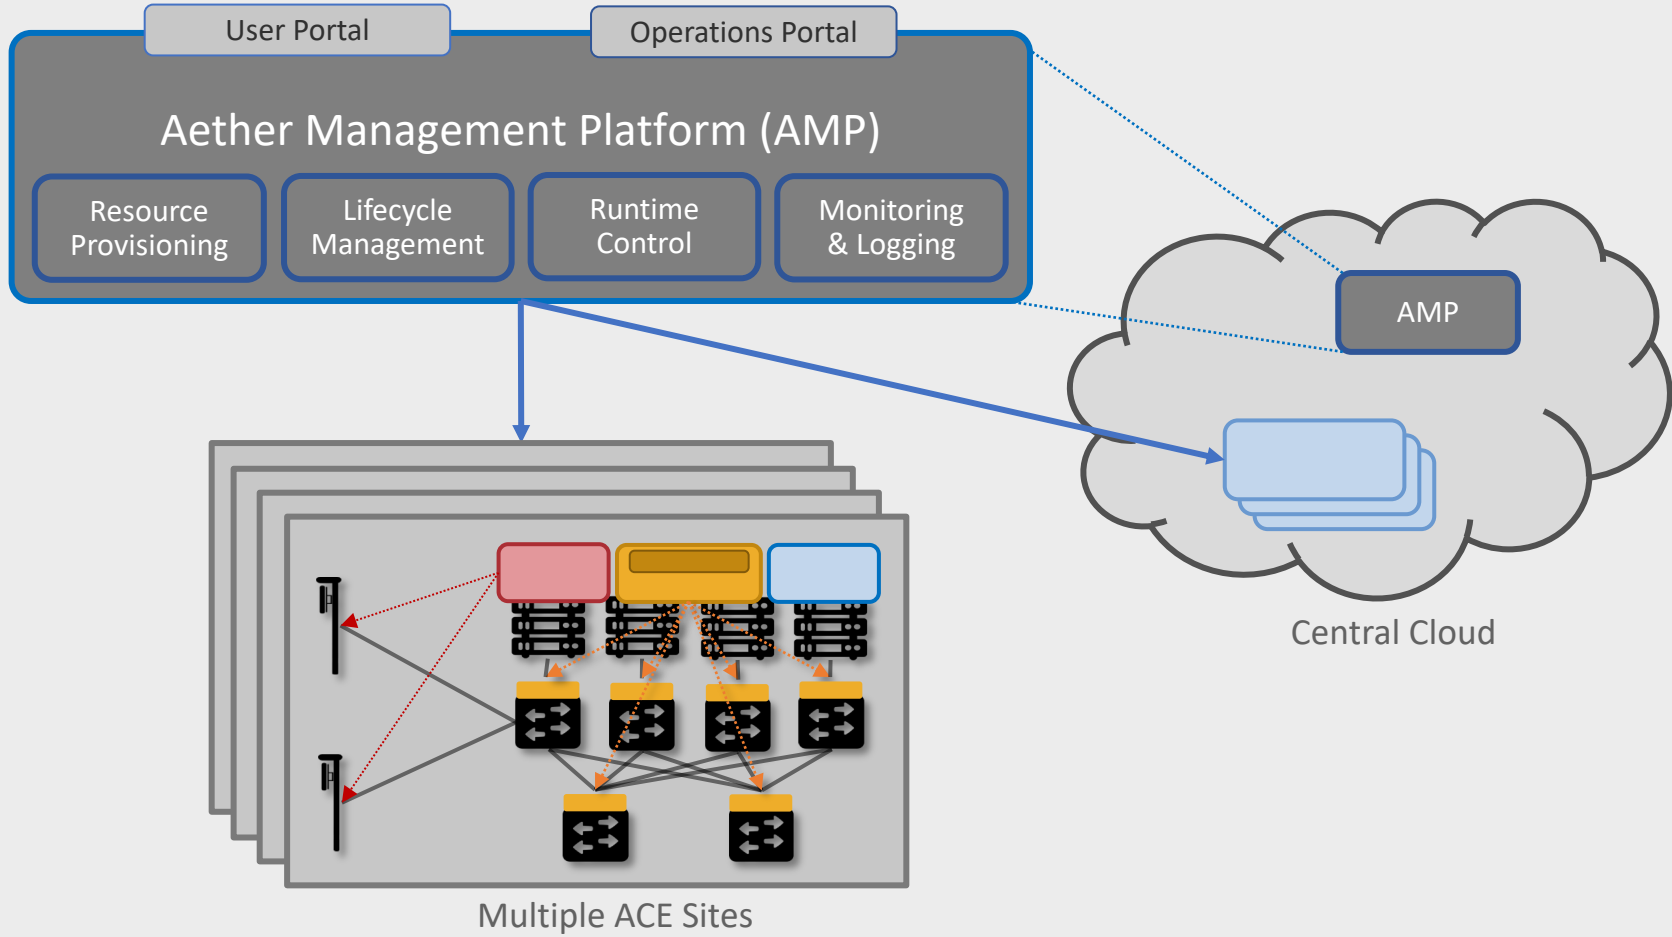 User Portal
Operations Portal
Aether Management Platform (AMP)
Resource
Provisioning
Lifecycle
Management
Runtime
Control
Monitoring
& Logging
AMP
Central Cloud
Multiple ACE Sites